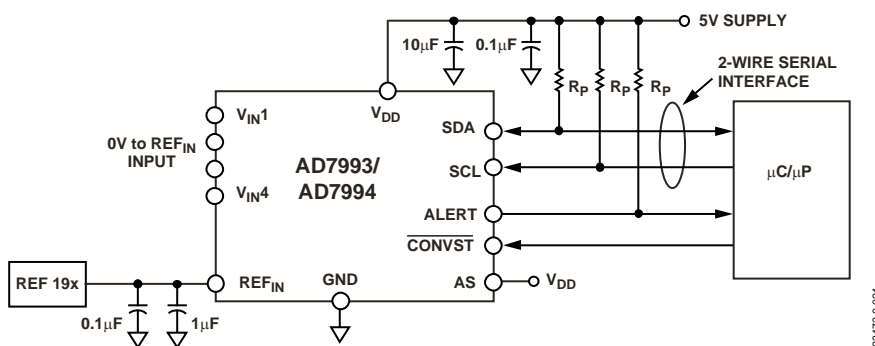 5V SUPPLY
10μF
0.1μF
2-WIRE SERIAL
INTERFACE
RP
RP
RP
VIN1
VDD
SDA
0V to REFIN
INPUT
AD7993/
AD7994
SCL
μC/μP
VIN4
ALERT
CONVST
REF 19x
REFIN
GND
AS
VDD
0.1μF
1μF